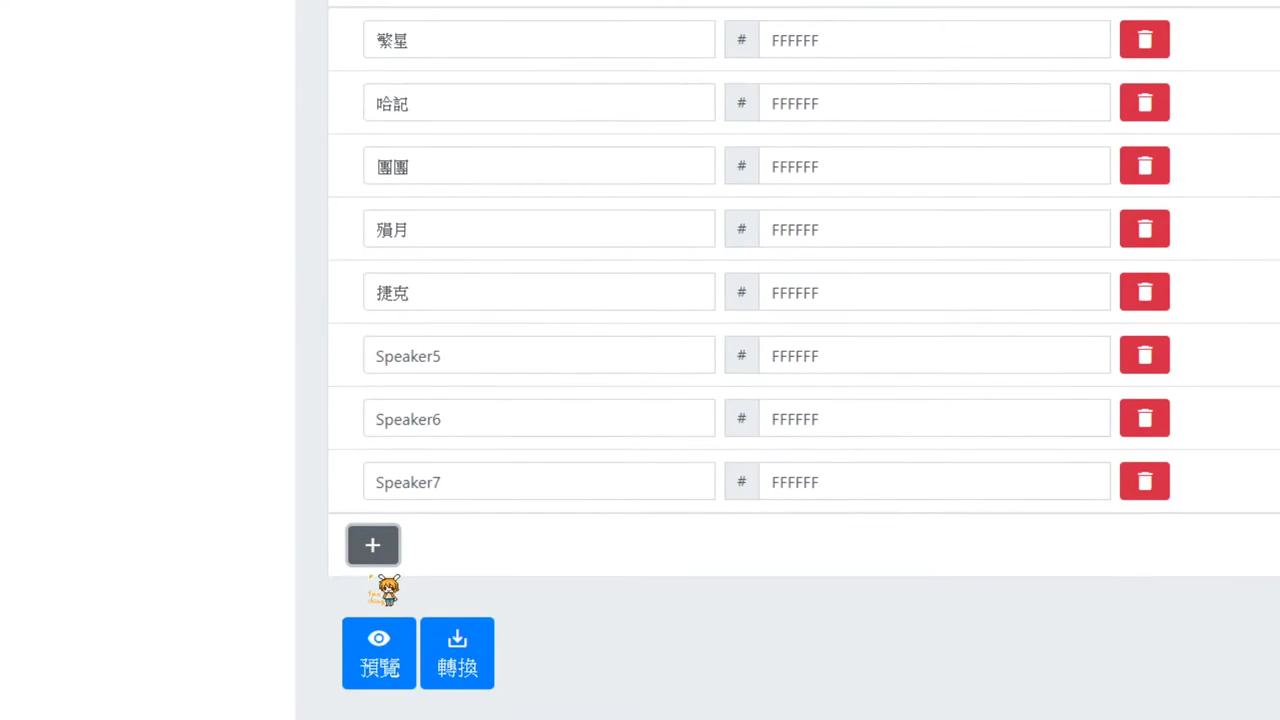 繁星 # FFFFFF
哈記 # FFFFFF
團團 # FFFFFF
殞月 # FFFFFF
捷克 # FFFFFF
Speaker5 # FFFFFF
Speaker6 # FFFFFF
Speaker7 # FFFFFF
+
預覽 轉換